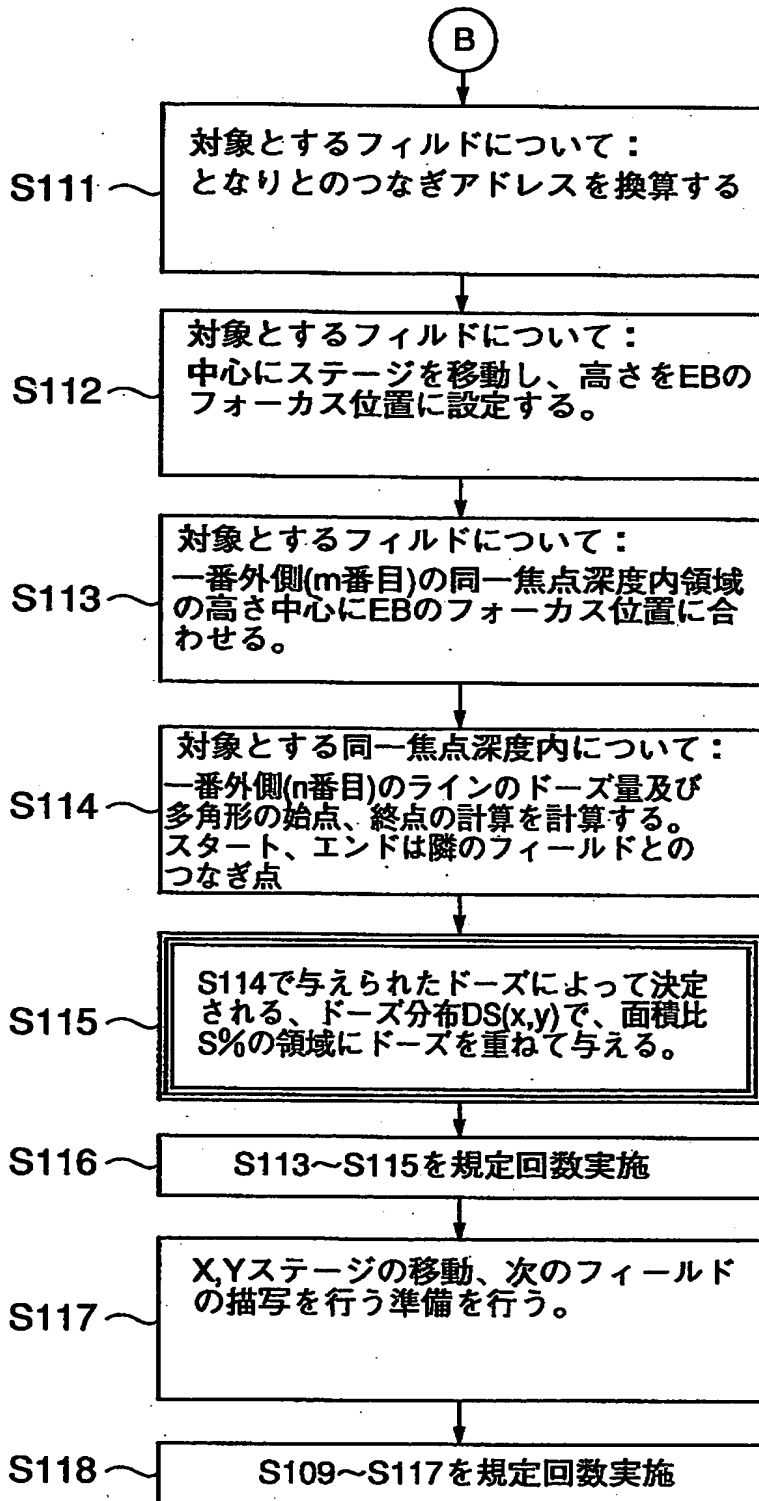 B
S111
対象とするフィルドについて：
となりとのつなぎアドレスを換算する
S112
対象とするフィルドについて：
中心にステージを移動し、高さをEBの
フォーカス位置に設定する。
S113
対象とするフィルドについて：
一番外側(m番目)の同一焦点深度内領域
の高さ中心にEBのフォーカス位置に合
わせる。
S114
対象とする同一焦点深度内について：
一番外側(n番目)のラインのドーズ量及び
多角形の始点、終点の計算を計算する。
スタート、エンドは隣のフィールドとの
つなぎ点
S115
S114で与えられたドーズによって決定
される、ドーズ分布DS(x,y)で、面積比
S%の領域にドーズを重ねて与える。
S116
S113～S115を規定回数実施
S117
X,Yステージの移動、次のフィールド
の描写を行う準備を行う。
S118
S109～S117を規定回数実施